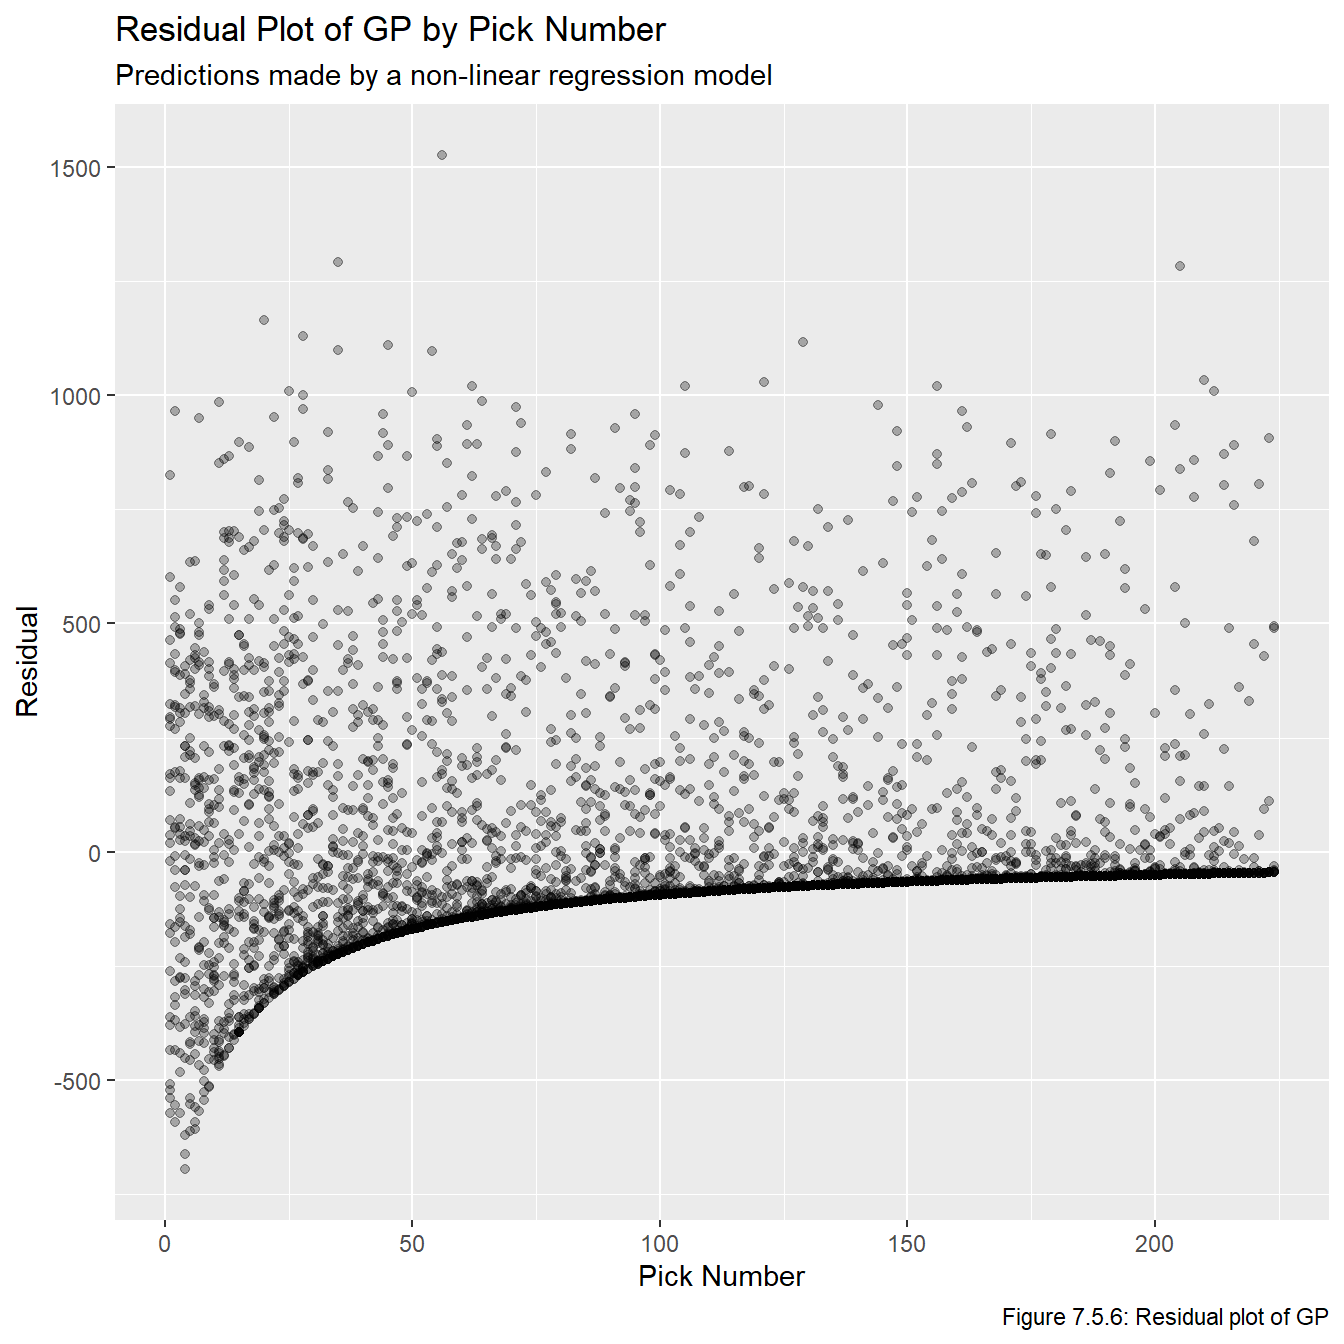 Residual Plot of GP by Pick Number
Predictions made by a non-linear regression model
1500
1000
500
0
-500
Residual
0 50 100 150 200
Pick Number
Figure 7.5.6: Residual plot of GP